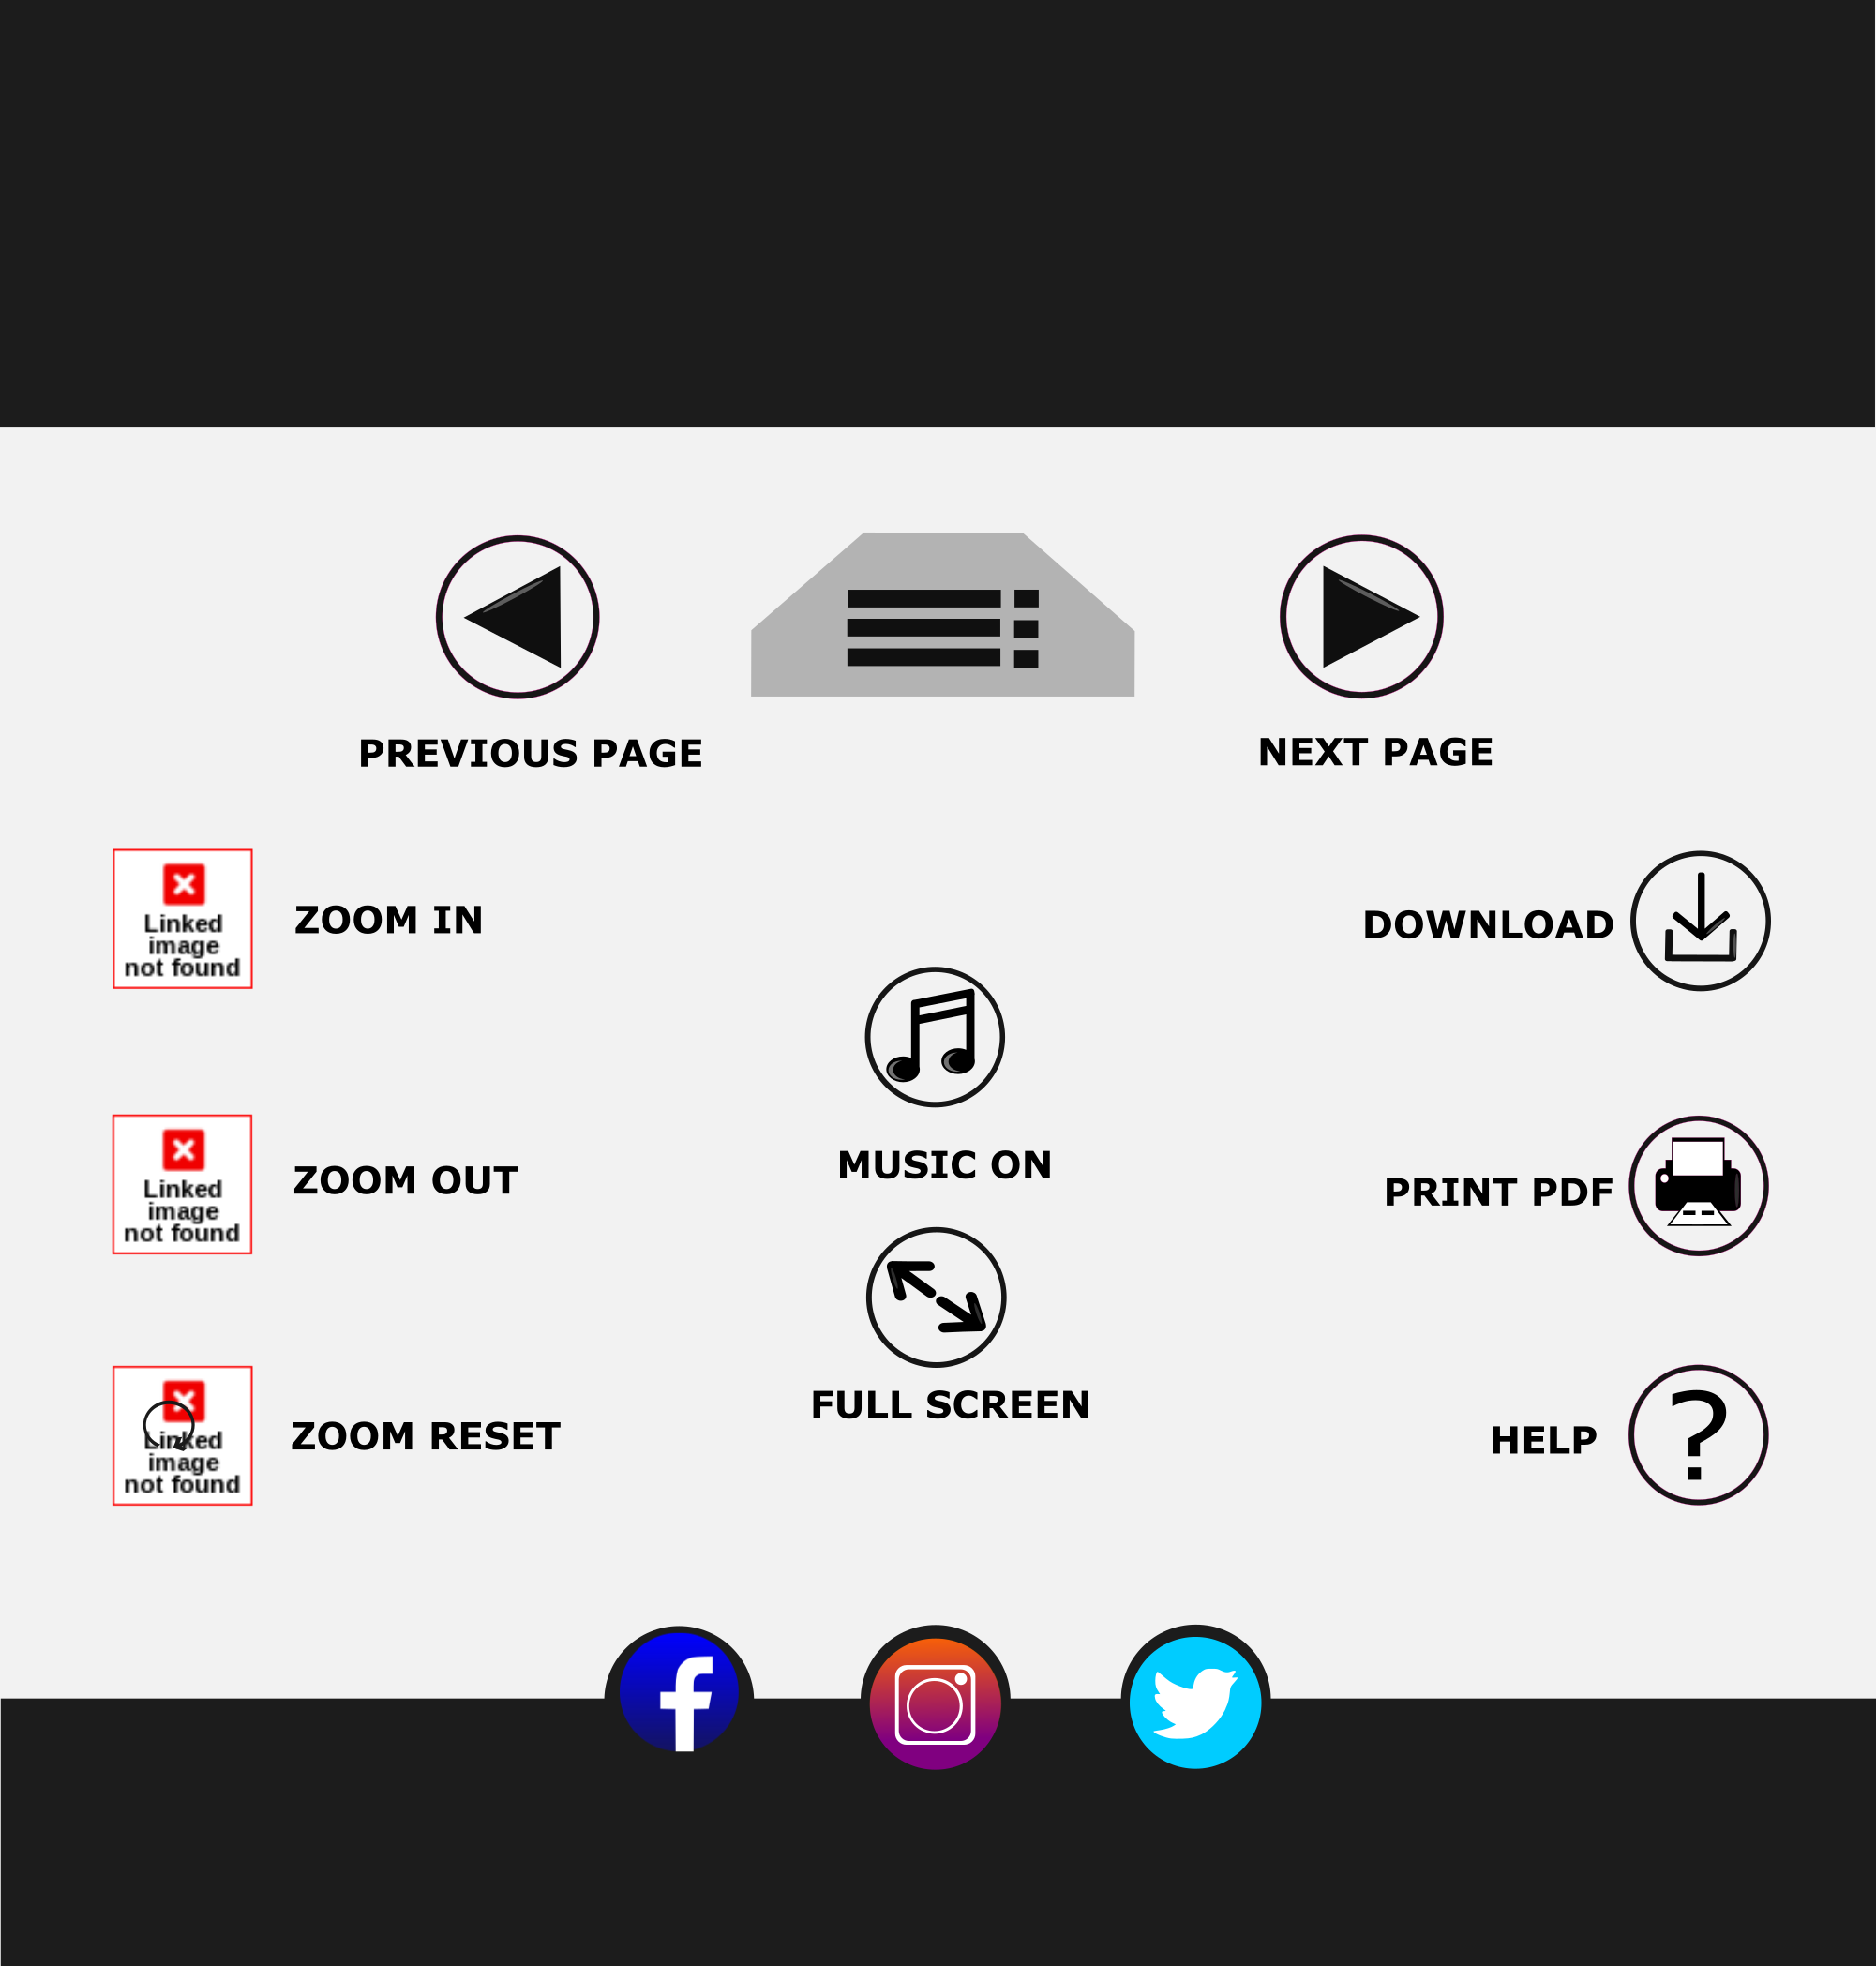 PREVIOUS PAGE
NEXT PAGE
Linked
image
not found
ZOOM IN
DOWNLOAD
MUSIC ON
Linked
image
not found
ZOOM OUT
PRINT PDF
FULL SCREEN
Linked
image
not found
ZOOM RESET
HELP